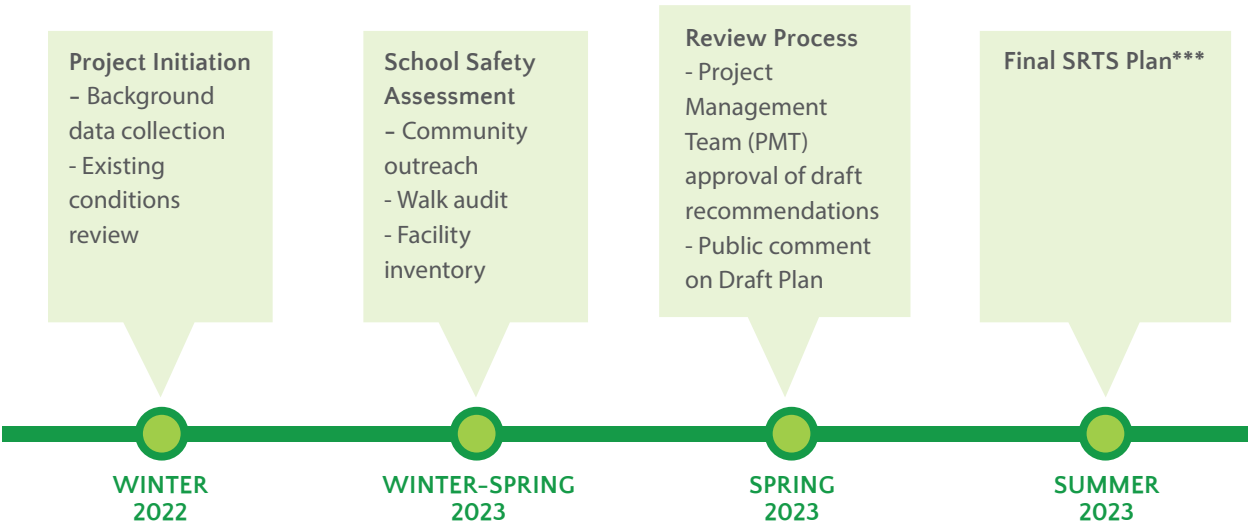 Project Initiation
– Background
data collection
- Existing
conditions
review
School Safety
Assessment
– Community
outreach
- Walk audit
- Facility
inventory
Review Process
- Project
Management
Team (PMT)
approval of draft
recommendations
- Public comment
on Draft Plan
Final SRTS Plan***
WINTER
2022
WINTER-SPRING
2023
SPRING
2023
SUMMER
2023